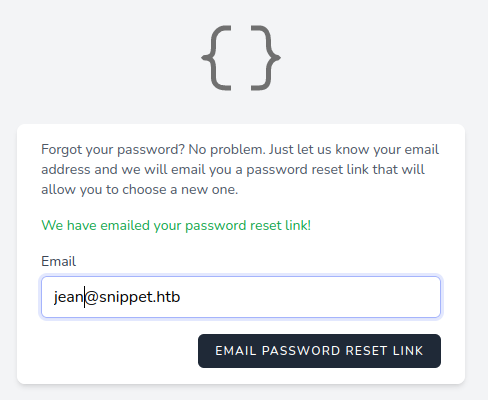 { }
Forgot your password? No problem. Just let us know your email
address and we will email you a password reset link that will
allow you to choose a new one.
We have emailed your password reset link!
Email
jean@snippet.htb
EMAIL PASSWORD RESET LINK